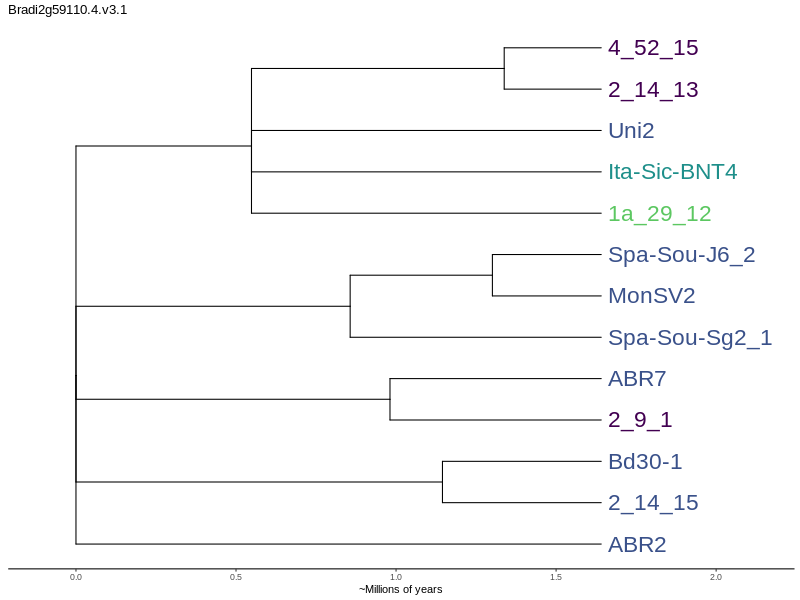 Bradi2g59110.4.v3.1
4_52_15
2_14_13
Uni2
Ita-Sic-BNT4
1a_29_12
Spa-Sou-J6_2
MonSV2
Spa-Sou-Sg2_1
ABR7
2_9_1
Bd30-1
2_14_15
ABR2
0.0 0.5 1.0 1.5 2.0
~Millions of years